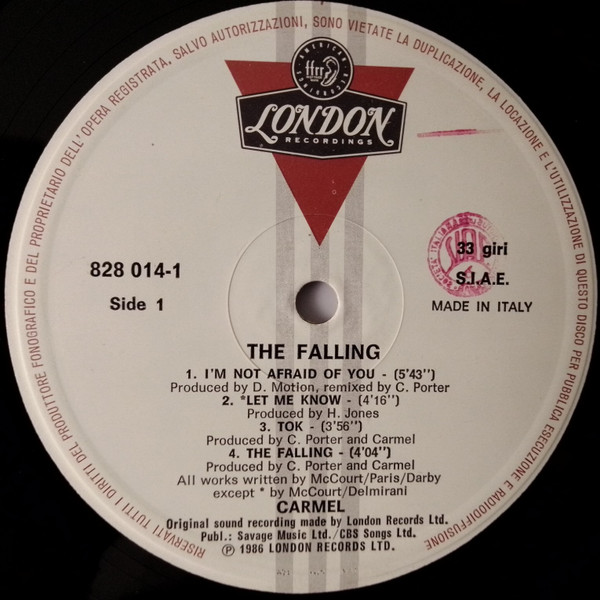 RISERVATI TUTTI I DIRITTI DEL PRODUTTORE FONOGRAFICO E DEL PROPRIETARIO DELL'OPERA REGISTRATA. SALVO AUTORIZZAZIONI, SONO VIETATE LA DUPLICAZIONE, LA LOCAZIONE E L'UTILIZZAZIONE DI QUESTO DISCO PER PUBBLICA ESECUZIONE E RADIODIFFUSIONE
AMERICAN
ffrr
RECORDINGS
LONDON
RECORDINGS
828 014-1
Side 1
33 giri
S.I.A.E.
MADE IN ITALY
THE FALLING
1. I'M NOT AFRAID OF YOU - (5'43")
Produced by D. Motion, remixed by C. Porter
2. *LET ME KNOW - (4'16")
Produced by H. Jones
3. TOK - (3'56")
Produced by C. Porter and Carmel
4. THE FALLING - (4'04")
Produced by C. Porter and Carmel
All works written by McCourt/Paris/Darby
except * by McCourt/Delmirani
CARMEL
Original sound recording made by London Records Ltd.
Publ.: Savage Music Ltd./CBS Songs Ltd.
℗ 1986 LONDON RECORDS LTD.